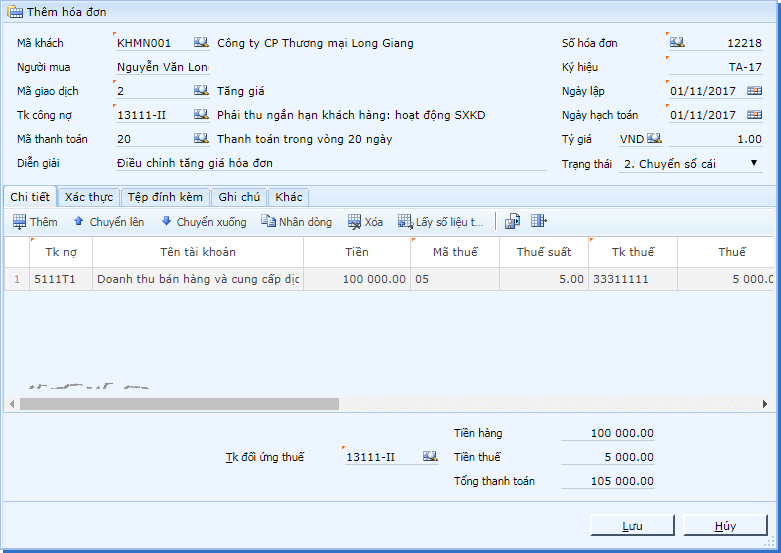 Thêm hóa đơn
Mã khách KHMN001 Công ty CP Thương mại Long Giang Số hóa đơn 12218
Người mua Nguyễn Văn Lon Ký hiệu TA-17
Mã giao dịch 2 Tăng giá Ngày lập 01/11/2017
Tk công nợ 13111-II Phải thu ngắn hạn khách hàng: hoạt động SXKD Ngày hạch toán 01/11/2017
Mã thanh toán 20 Thanh toán trong vòng 20 ngày Tỷ giá VND 1.00
Diễn giải Điều chỉnh tăng giá hóa đơn Trạng thái 2. Chuyển sổ cái
Chi tiết Xác thực Tệp đính kèm Ghi chú Khác
Thêm Chuyển lên Chuyển xuống Nhân dòng Xóa Lấy số liệu t...
Tk nợ Tên tài khoản Tiền Mã thuế Thuế suất Tk thuế Thuế
1 5111T1 Doanh thu bán hàng và cung cấp dịc 100 000.00 05 5.00 33311111 5 000.0
Tiền hàng 100 000.00
Tk đối ứng thuế 13111-II Tiền thuế 5 000.00
Tổng thanh toán 105 000.00
Lưu Hủy